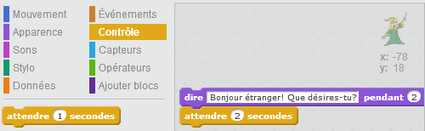 Mouvement
Apparence
Sons
Stylo
Données
Événements
Contrôle
Capteurs
Opérateurs
Ajouter blocs
attendre 1 secondes
x: -78
y: 18
dire Bonjour étranger! Que désires-tu? pendant 2
attendre 2 secondes